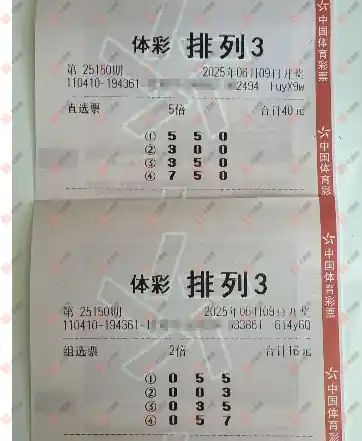 体彩 排列3
第 25150期 2025年06月09日开奖
110410-194361- 2494 FuyX9w
直选票 5倍 合计40元
① 5 5 0
② 3 0 0
③ 3 5 0
④ 7 5 0
体彩 排列3
第 25150期 2025年06月09日开奖
110410-194361-1 6i4y6Q
组选票 2倍 合计16元
① 0 5 5
② 0 0 3
③ 0 3 5
④ 0 5 7
中国体育彩票
中国体育彩
中国体育彩票
中国体育彩票